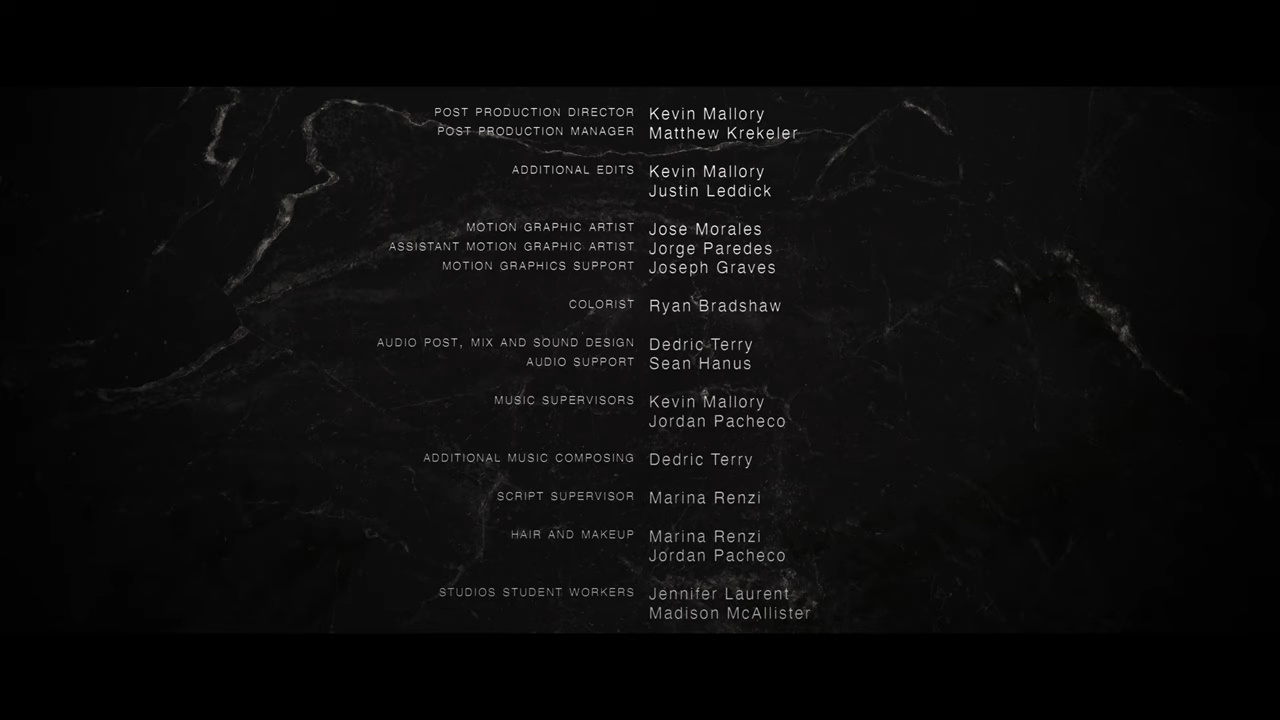 POST PRODUCTION DIRECTOR Kevin Mallory
POST PRODUCTION MANAGER Matthew Krekeler
ADDITIONAL EDITS Kevin Mallory
Justin Leddick
MOTION GRAPHIC ARTIST Jose Morales
ASSISTANT MOTION GRAPHIC ARTIST Jorge Paredes
MOTION GRAPHICS SUPPORT Joseph Graves
COLORIST Ryan Bradshaw
AUDIO POST, MIX AND SOUND DESIGN Dedric Terry
AUDIO SUPPORT Sean Hanus
MUSIC SUPERVISORS Kevin Mallory
Jordan Pacheco
ADDITIONAL MUSIC COMPOSING Dedric Terry
SCRIPT SUPERVISOR Marina Renzi
HAIR AND MAKEUP Marina Renzi
Jordan Pacheco
STUDIOS STUDENT WORKERS Jennifer Laurent
Madison McAllister